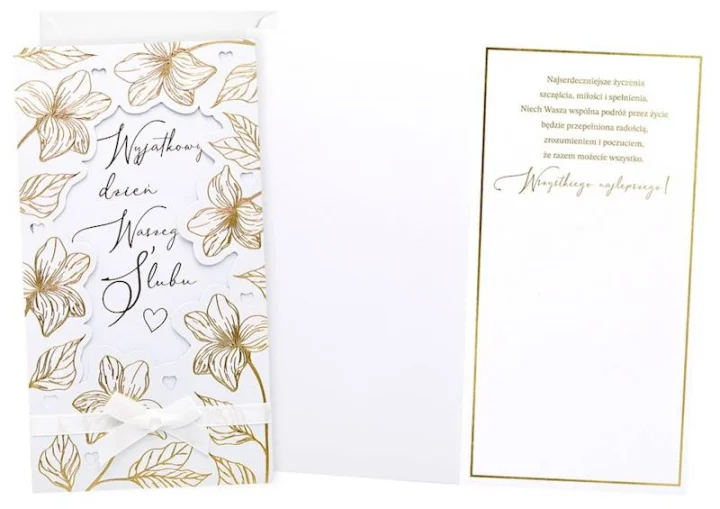 Wyjątkowy
dzień
Waszeg
Ślubu
Najserdeczniejsze życzenia
szczęścia, miłości i spełnienia.
Niech Wasza wspólna podróż przez życie
będzie przepełniona radością,
zrozumieniem i poczuciem,
że razem możecie wszystko.
Wszystkiego najlepszego!